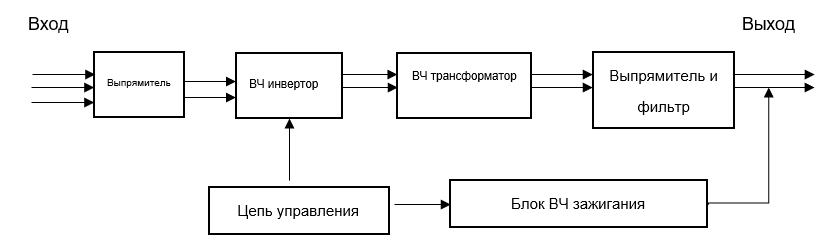 Вход
Выход
Выпрямитель
ВЧ инвертор
ВЧ трансформатор
Выпрямитель и
фильтр
Цепь управления
Блок ВЧ зажигания